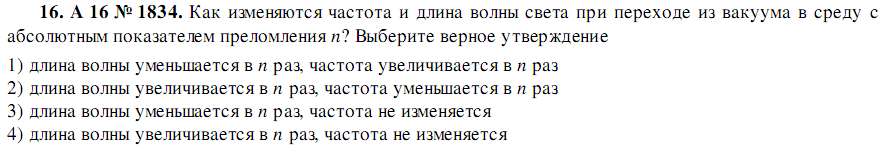 16. А 16 № 1834. Как изменяются частота и длина волны света при переходе из вакуума в среду с
абсолютным показателем преломления n? Выберите верное утверждение
1) длина волны уменьшается в n раз, частота увеличивается в n раз
2) длина волны увеличивается в n раз, частота уменьшается в n раз
3) длина волны уменьшается в n раз, частота не изменяется
4) длина волны увеличивается в n раз, частота не изменяется